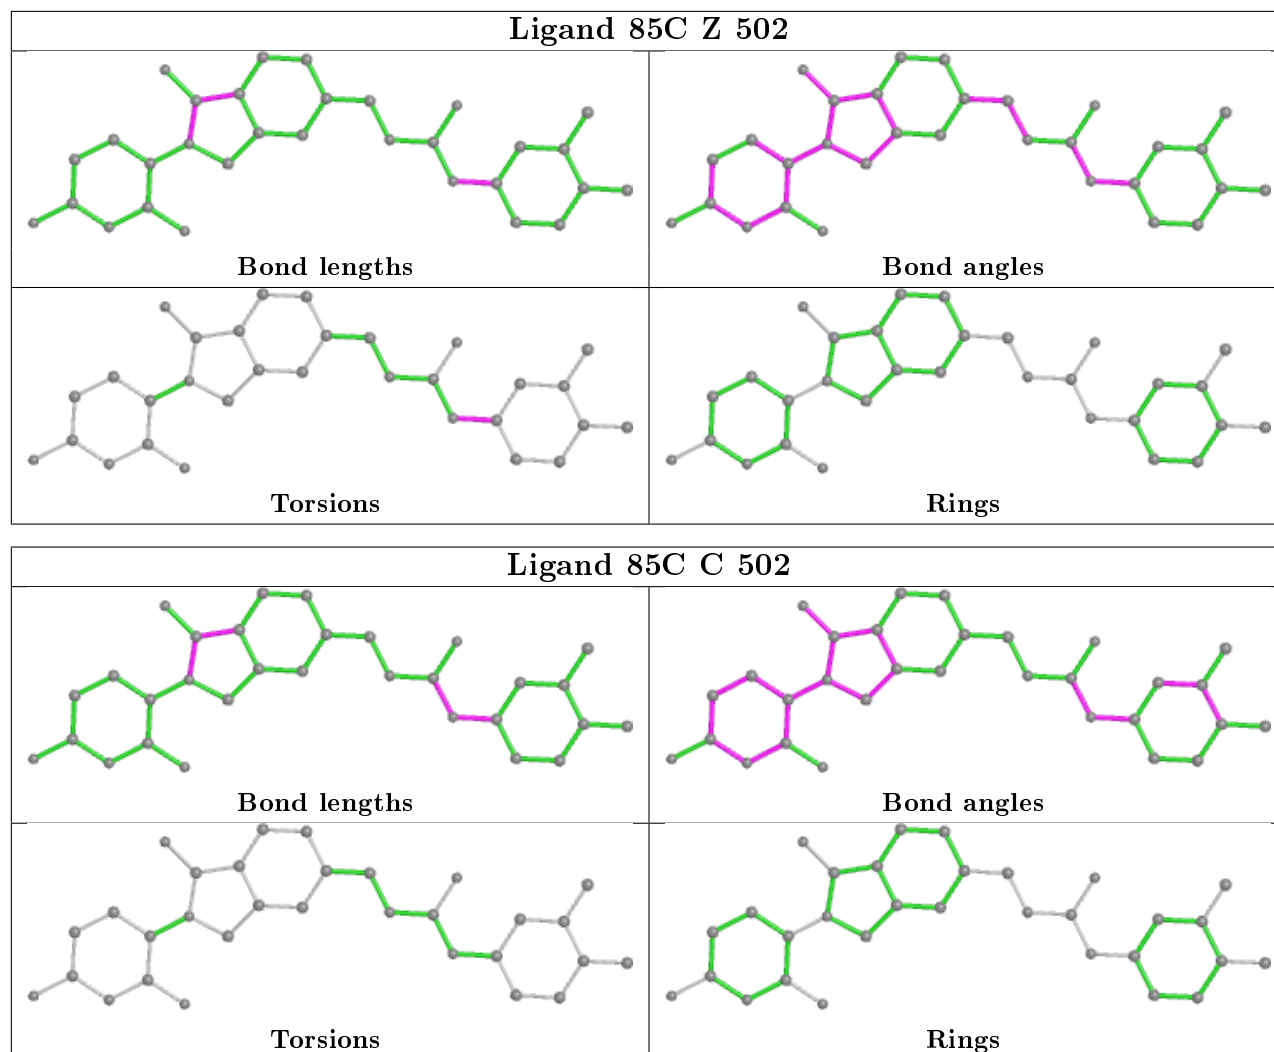 Ligand 85C Z 502
Bond lengths
Bond angles
Torsions
Rings
Ligand 85C C 502
Bond lengths
Bond angles
Torsions
Rings